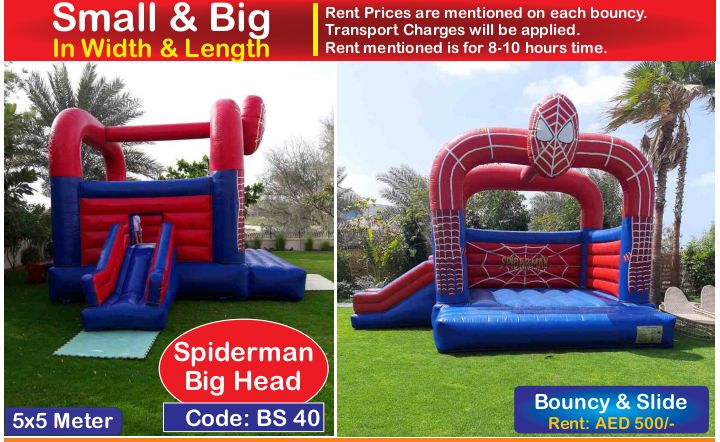 Small & Big
In Width & Length
Rent Prices are mentioned on each bouncy.
Transport Charges will be applied.
Rent mentioned is for 8-10 hours time.
SPIDERMAN
Spiderman
Big Head
5x5 Meter
Code: BS 40
Bouncy & Slide
Rent: AED 500/-